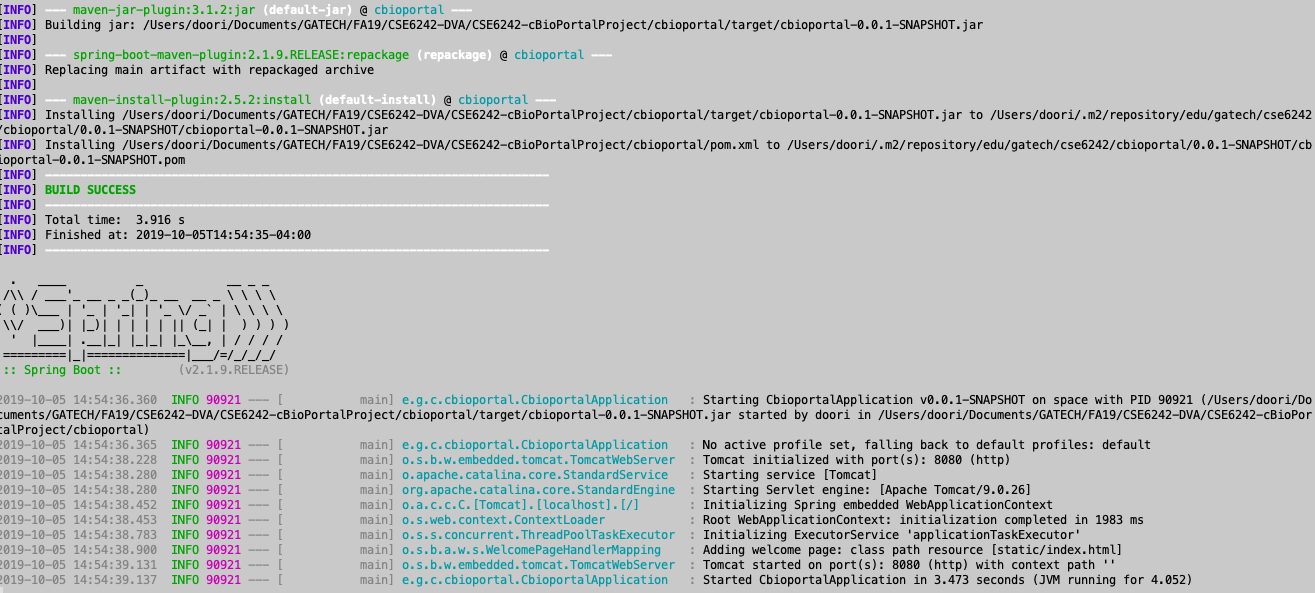 [INFO] --- maven-jar-plugin:3.1.2:jar (default-jar) @ cbioportal ---
[INFO] Building jar: /Users/doori/Documents/GATECH/FA19/CSE6242-DVA/CSE6242-cBioPortalProject/cbioportal/target/cbioportal-0.0.1-SNAPSHOT.jar
[INFO]
[INFO] --- spring-boot-maven-plugin:2.1.9.RELEASE:repackage (repackage) @ cbioportal ---
[INFO] Replacing main artifact with repackaged archive
[INFO]
[INFO] --- maven-install-plugin:2.5.2:install (default-install) @ cbioportal ---
[INFO] Installing /Users/doori/Documents/GATECH/FA19/CSE6242-DVA/CSE6242-cBioPortalProject/cbioportal/target/cbioportal-0.0.1-SNAPSHOT.jar to /Users/doori/.m2/repository/edu/gatech/cse6242
/cbioportal/0.0.1-SNAPSHOT/cbioportal-0.0.1-SNAPSHOT.jar
[INFO] Installing /Users/doori/Documents/GATECH/FA19/CSE6242-DVA/CSE6242-cBioPortalProject/cbioportal/pom.xml to /Users/doori/.m2/repository/edu/gatech/cse6242/cbioportal/0.0.1-SNAPSHOT/cb
ioportal-0.0.1-SNAPSHOT.pom
[INFO] ------------------------------------------------------------------------
[INFO] BUILD SUCCESS
[INFO] ------------------------------------------------------------------------
[INFO] Total time:  3.916 s
[INFO] Finished at: 2019-10-05T14:54:35-04:00
[INFO] ------------------------------------------------------------------------
:: Spring Boot ::        (v2.1.9.RELEASE)
2019-10-05 14:54:36.360  INFO 90921 --- [           main] e.g.c.cbioportal.CbioportalApplication   : Starting CbioportalApplication v0.0.1-SNAPSHOT on space with PID 90921 (/Users/doori/Do
cuments/GATECH/FA19/CSE6242-DVA/CSE6242-cBioPortalProject/cbioportal/target/cbioportal-0.0.1-SNAPSHOT.jar started by doori in /Users/doori/Documents/GATECH/FA19/CSE6242-DVA/CSE6242-cBioPor
talProject/cbioportal)
2019-10-05 14:54:36.365  INFO 90921 --- [           main] e.g.c.cbioportal.CbioportalApplication   : No active profile set, falling back to default profiles: default
2019-10-05 14:54:38.228  INFO 90921 --- [           main] o.s.b.w.embedded.tomcat.TomcatWebServer  : Tomcat initialized with port(s): 8080 (http)
2019-10-05 14:54:38.280  INFO 90921 --- [           main] o.apache.catalina.core.StandardService   : Starting service [Tomcat]
2019-10-05 14:54:38.280  INFO 90921 --- [           main] org.apache.catalina.core.StandardEngine  : Starting Servlet engine: [Apache Tomcat/9.0.26]
2019-10-05 14:54:38.452  INFO 90921 --- [           main] o.a.c.c.C.[Tomcat].[localhost].[/]       : Initializing Spring embedded WebApplicationContext
2019-10-05 14:54:38.453  INFO 90921 --- [           main] o.s.web.context.ContextLoader            : Root WebApplicationContext: initialization completed in 1983 ms
2019-10-05 14:54:38.783  INFO 90921 --- [           main] o.s.s.concurrent.ThreadPoolTaskExecutor  : Initializing ExecutorService 'applicationTaskExecutor'
2019-10-05 14:54:38.900  INFO 90921 --- [           main] o.s.b.a.w.s.WelcomePageHandlerMapping    : Adding welcome page: class path resource [static/index.html]
2019-10-05 14:54:39.131  INFO 90921 --- [           main] o.s.b.w.embedded.tomcat.TomcatWebServer  : Tomcat started on port(s): 8080 (http) with context path ''
2019-10-05 14:54:39.137  INFO 90921 --- [           main] e.g.c.cbioportal.CbioportalApplication   : Started CbioportalApplication in 3.473 seconds (JVM running for 4.052)